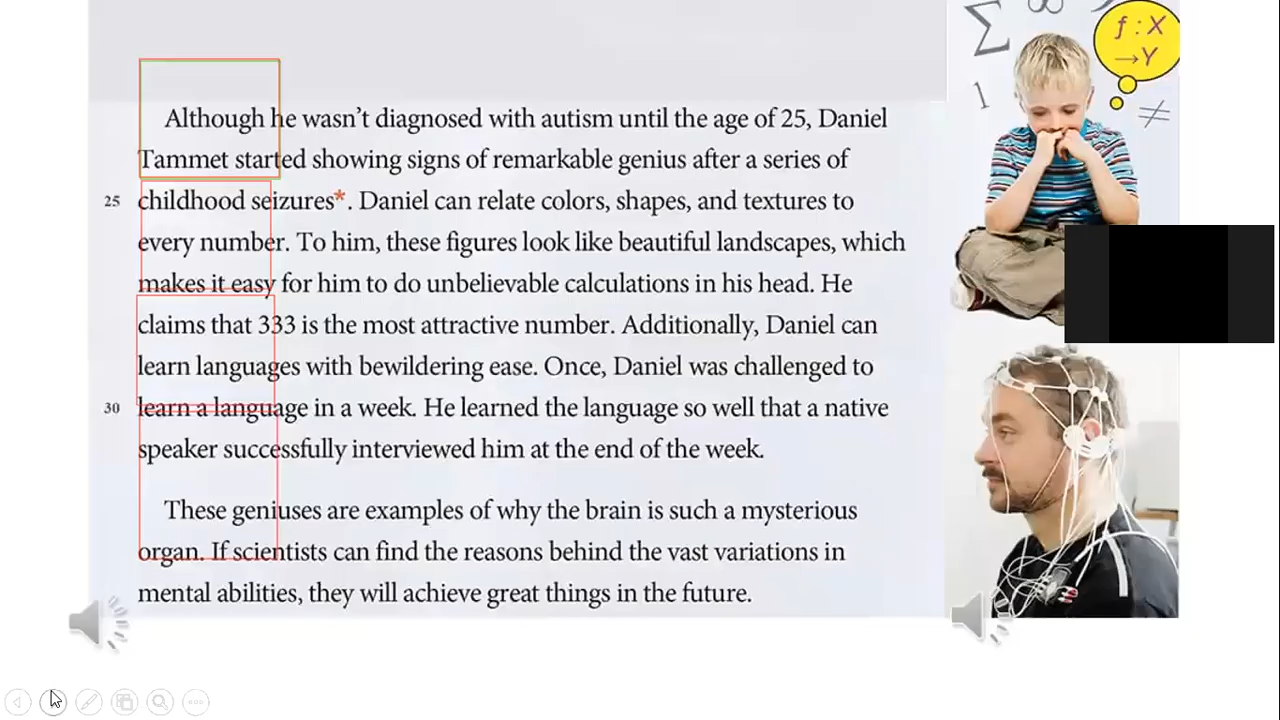 Although he wasn’t diagnosed with autism until the age of 25, Daniel
Tammet started showing signs of remarkable genius after a series of
25 childhood seizures*. Daniel can relate colors, shapes, and textures to
every number. To him, these figures look like beautiful landscapes, which
makes it easy for him to do unbelievable calculations in his head. He
claims that 333 is the most attractive number. Additionally, Daniel can
learn languages with bewildering ease. Once, Daniel was challenged to
30 learn a language in a week. He learned the language so well that a native
speaker successfully interviewed him at the end of the week.
These geniuses are examples of why the brain is such a mysterious
organ. If scientists can find the reasons behind the vast variations in
mental abilities, they will achieve great things in the future.
Σ ∞
f : X
→Y
1 ≠